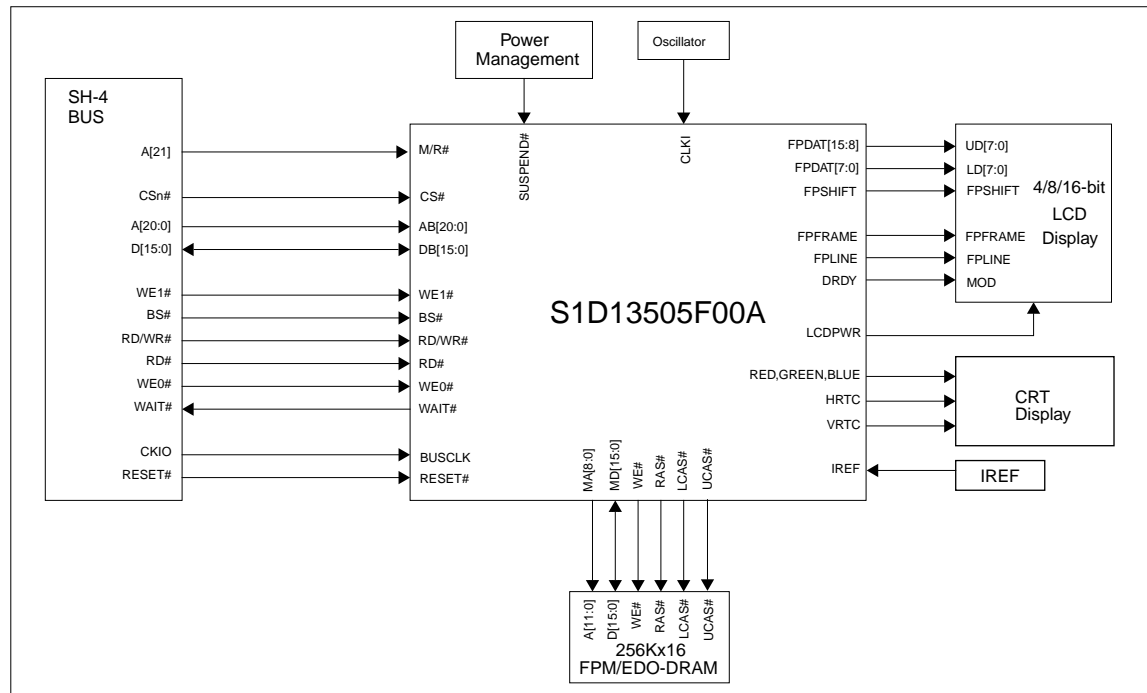 Power
Management
Oscillator
SH-4
BUS
SUSPEND#
CLKI
A[21]
M/R#
CSn#
CS#
A[20:0]
AB[20:0]
D[15:0]
DB[15:0]
WE1#
WE1#
BS#
BS#
RD/WR#
RD/WR#
RD#
RD#
WE0#
WE0#
WAIT#
WAIT#
CKIO
BUSCLK
RESET#
RESET#
S1D13505F00A
FPDAT[15:8]
UD[7:0]
FPDAT[7:0]
LD[7:0]
FPSHIFT
FPSHIFT
4/8/16-bit
LCD
Display
FPFRAME
FPFRAME
FPLINE
FPLINE
DRDY
MOD
LCDPWR
RED,GREEN,BLUE
HRTC
VRTC
CRT
Display
IREF
IREF
MA[8:0]
MD[15:0]
WE#
RAS#
LCAS#
UCAS#
A[11:0]
D[15:0]
WE#
RAS#
LCAS#
UCAS#
256Kx16
FPM/EDO-DRAM